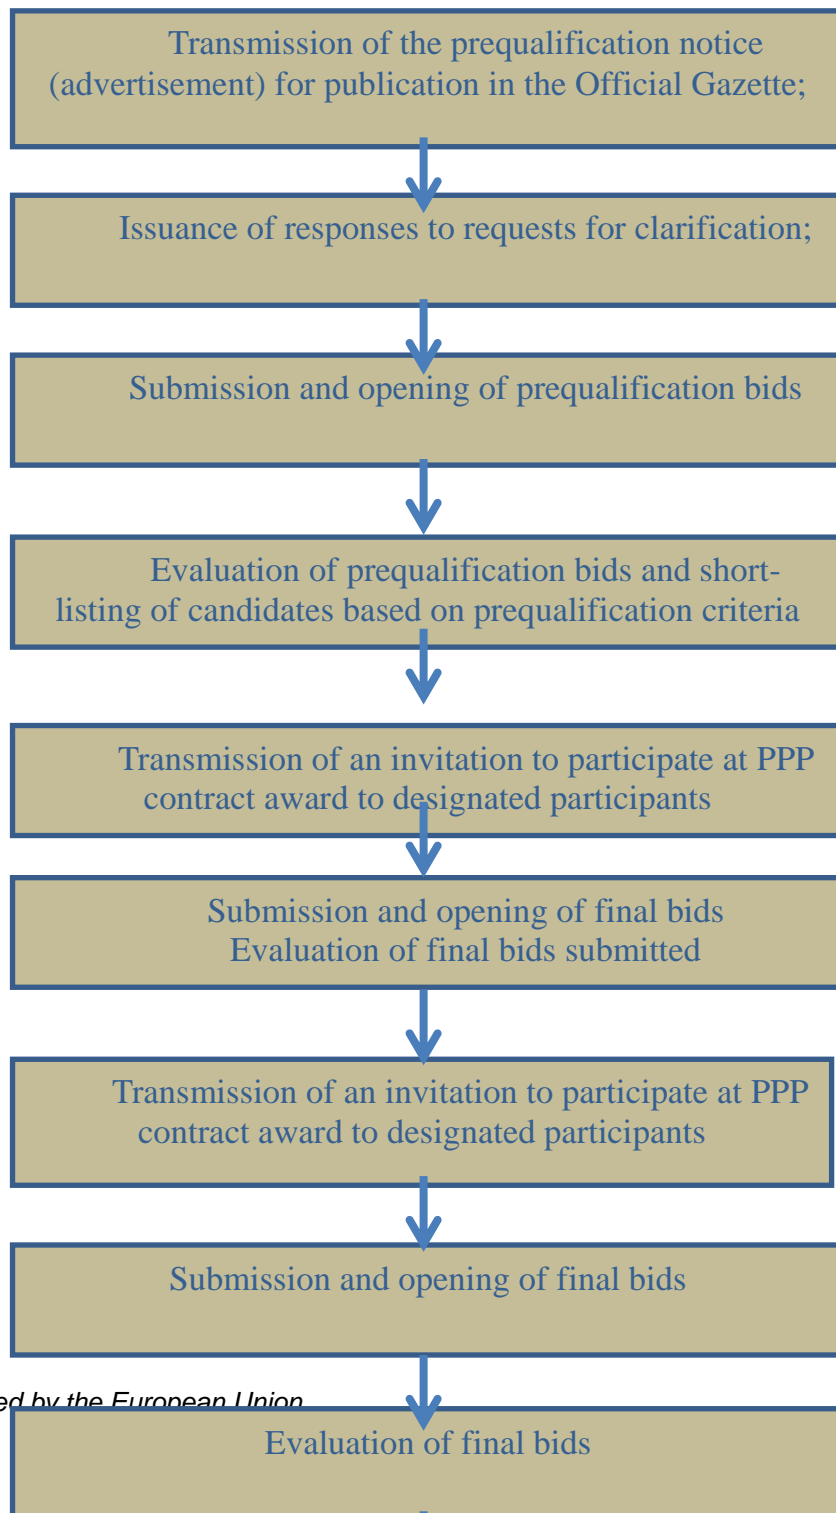 Transmission of the prequalification notice
(advertisement) for publication in the Official Gazette;
Issuance of responses to requests for clarification;
Submission and opening of prequalification bids
Evaluation of prequalification bids and short-
listing of candidates based on prequalification criteria
Transmission of an invitation to participate at PPP
contract award to designated participants
Submission and opening of final bids
Evaluation of final bids submitted
Transmission of an invitation to participate at PPP
contract award to designated participants
Submission and opening of final bids
by the European Union
Evaluation of final bids